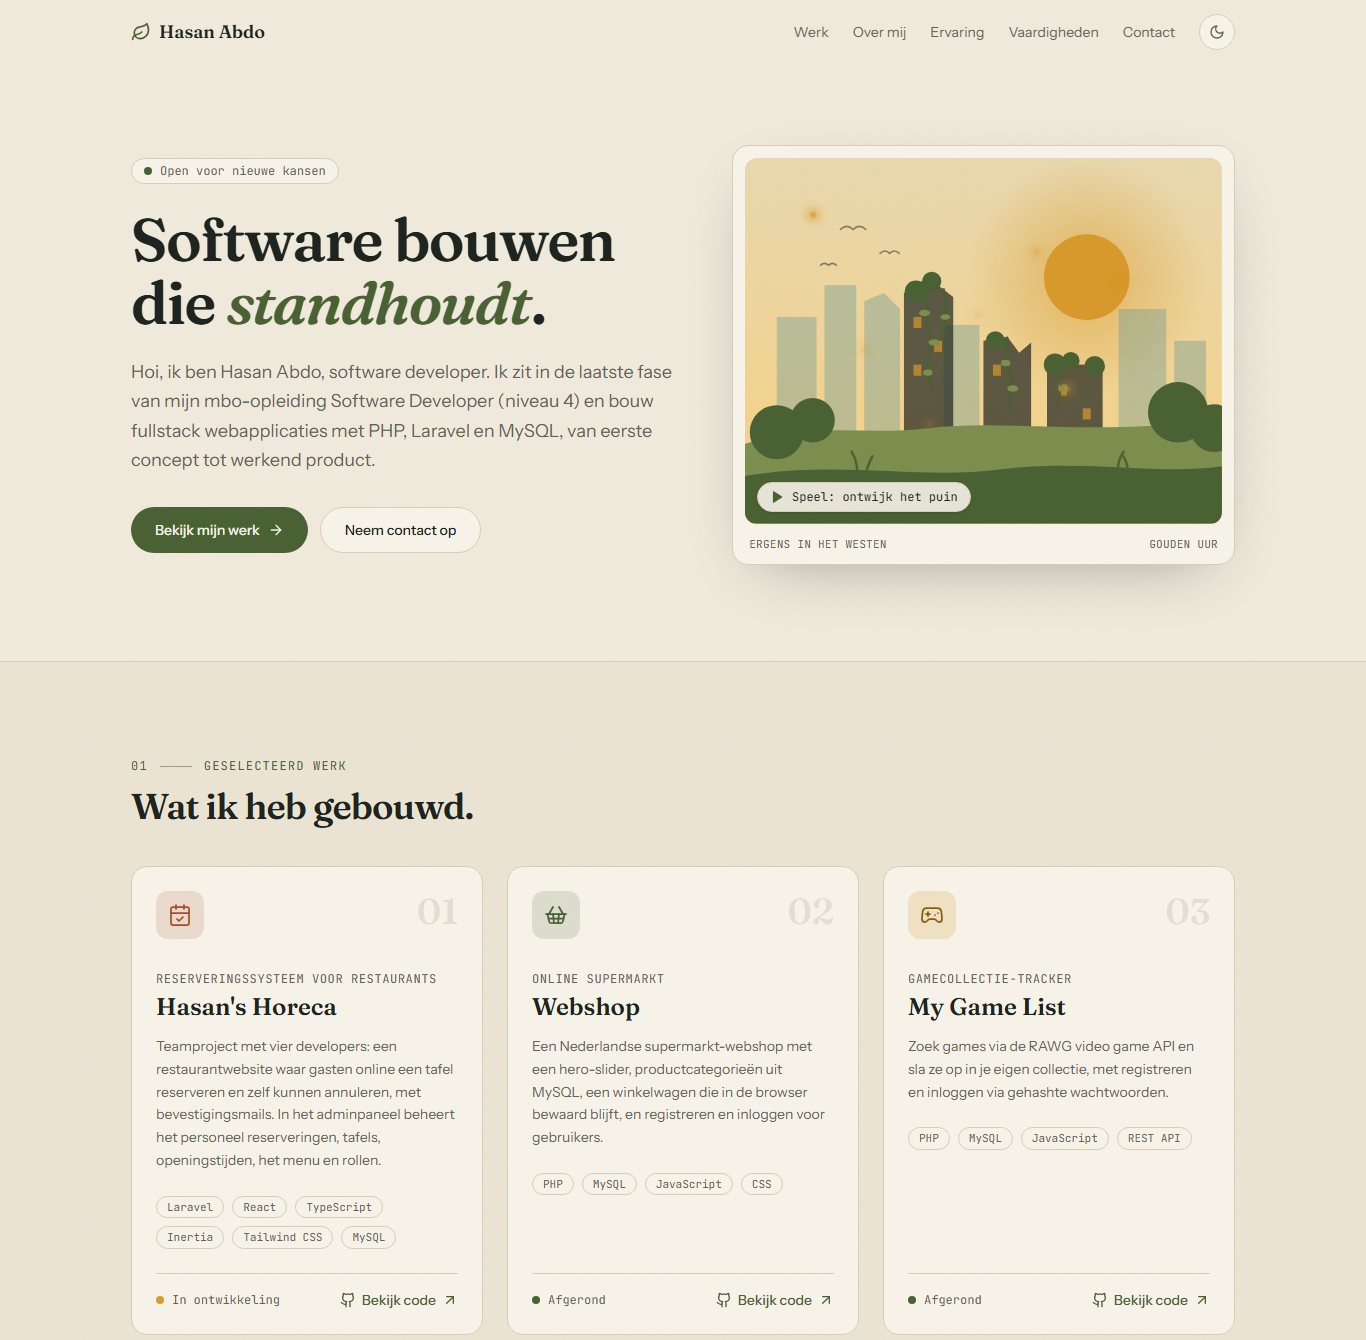 Hasan Abdo
Werk
Over mij
Ervaring
Vaardigheden
Contact
Open voor nieuwe kansen
Software bouwen
die standhoudt.
Hoi, ik ben Hasan Abdo, software developer. Ik zit in de laatste fase
van mijn mbo-opleiding Software Developer (niveau 4) en bouw
fullstack webapplicaties met PHP, Laravel en MySQL, van eerste
concept tot werkend product.
Bekijk mijn werk
Neem contact op
Speel: ontwijk het puin
ERGENS IN HET WESTEN
GOUDEN UUR
01
GESELECTEERD WERK
Wat ik heb gebouwd.
01
RESERVERINGSSYSTEEM VOOR RESTAURANTS
Hasan's Horeca
Teamproject met vier developers: een
restaurantwebsite waar gasten online een tafel
reserveren en zelf kunnen annuleren, met
bevestigingsmails. In het adminpaneel beheert
het personeel reserveringen, tafels,
openingstijden, het menu en rollen.
Laravel
React
TypeScript
Inertia
Tailwind CSS
MySQL
In ontwikkeling
Bekijk code
02
ONLINE SUPERMARKT
Webshop
Een Nederlandse supermarkt-webshop met
een hero-slider, productcategorieën uit
MySQL, een winkelwagen die in de browser
bewaard blijft, en registreren en inloggen voor
gebruikers.
PHP
MySQL
JavaScript
CSS
Afgerond
Bekijk code
03
GAMECOLLECTIE-TRACKER
My Game List
Zoek games via de RAWG video game API en
sla ze op in je eigen collectie, met registreren
en inloggen via gehashte wachtwoorden.
PHP
MySQL
JavaScript
REST API
Afgerond
Bekijk code